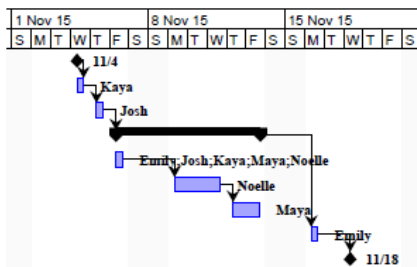 1 Nov 15 8 Nov 15 15 Nov 15
S M T W T F S S M T W T F S S M T W T F S
11/4
Kaya
Josh
Emily;Josh;Kaya;Maya;Noelle
Noelle
Maya
Emily
11/18